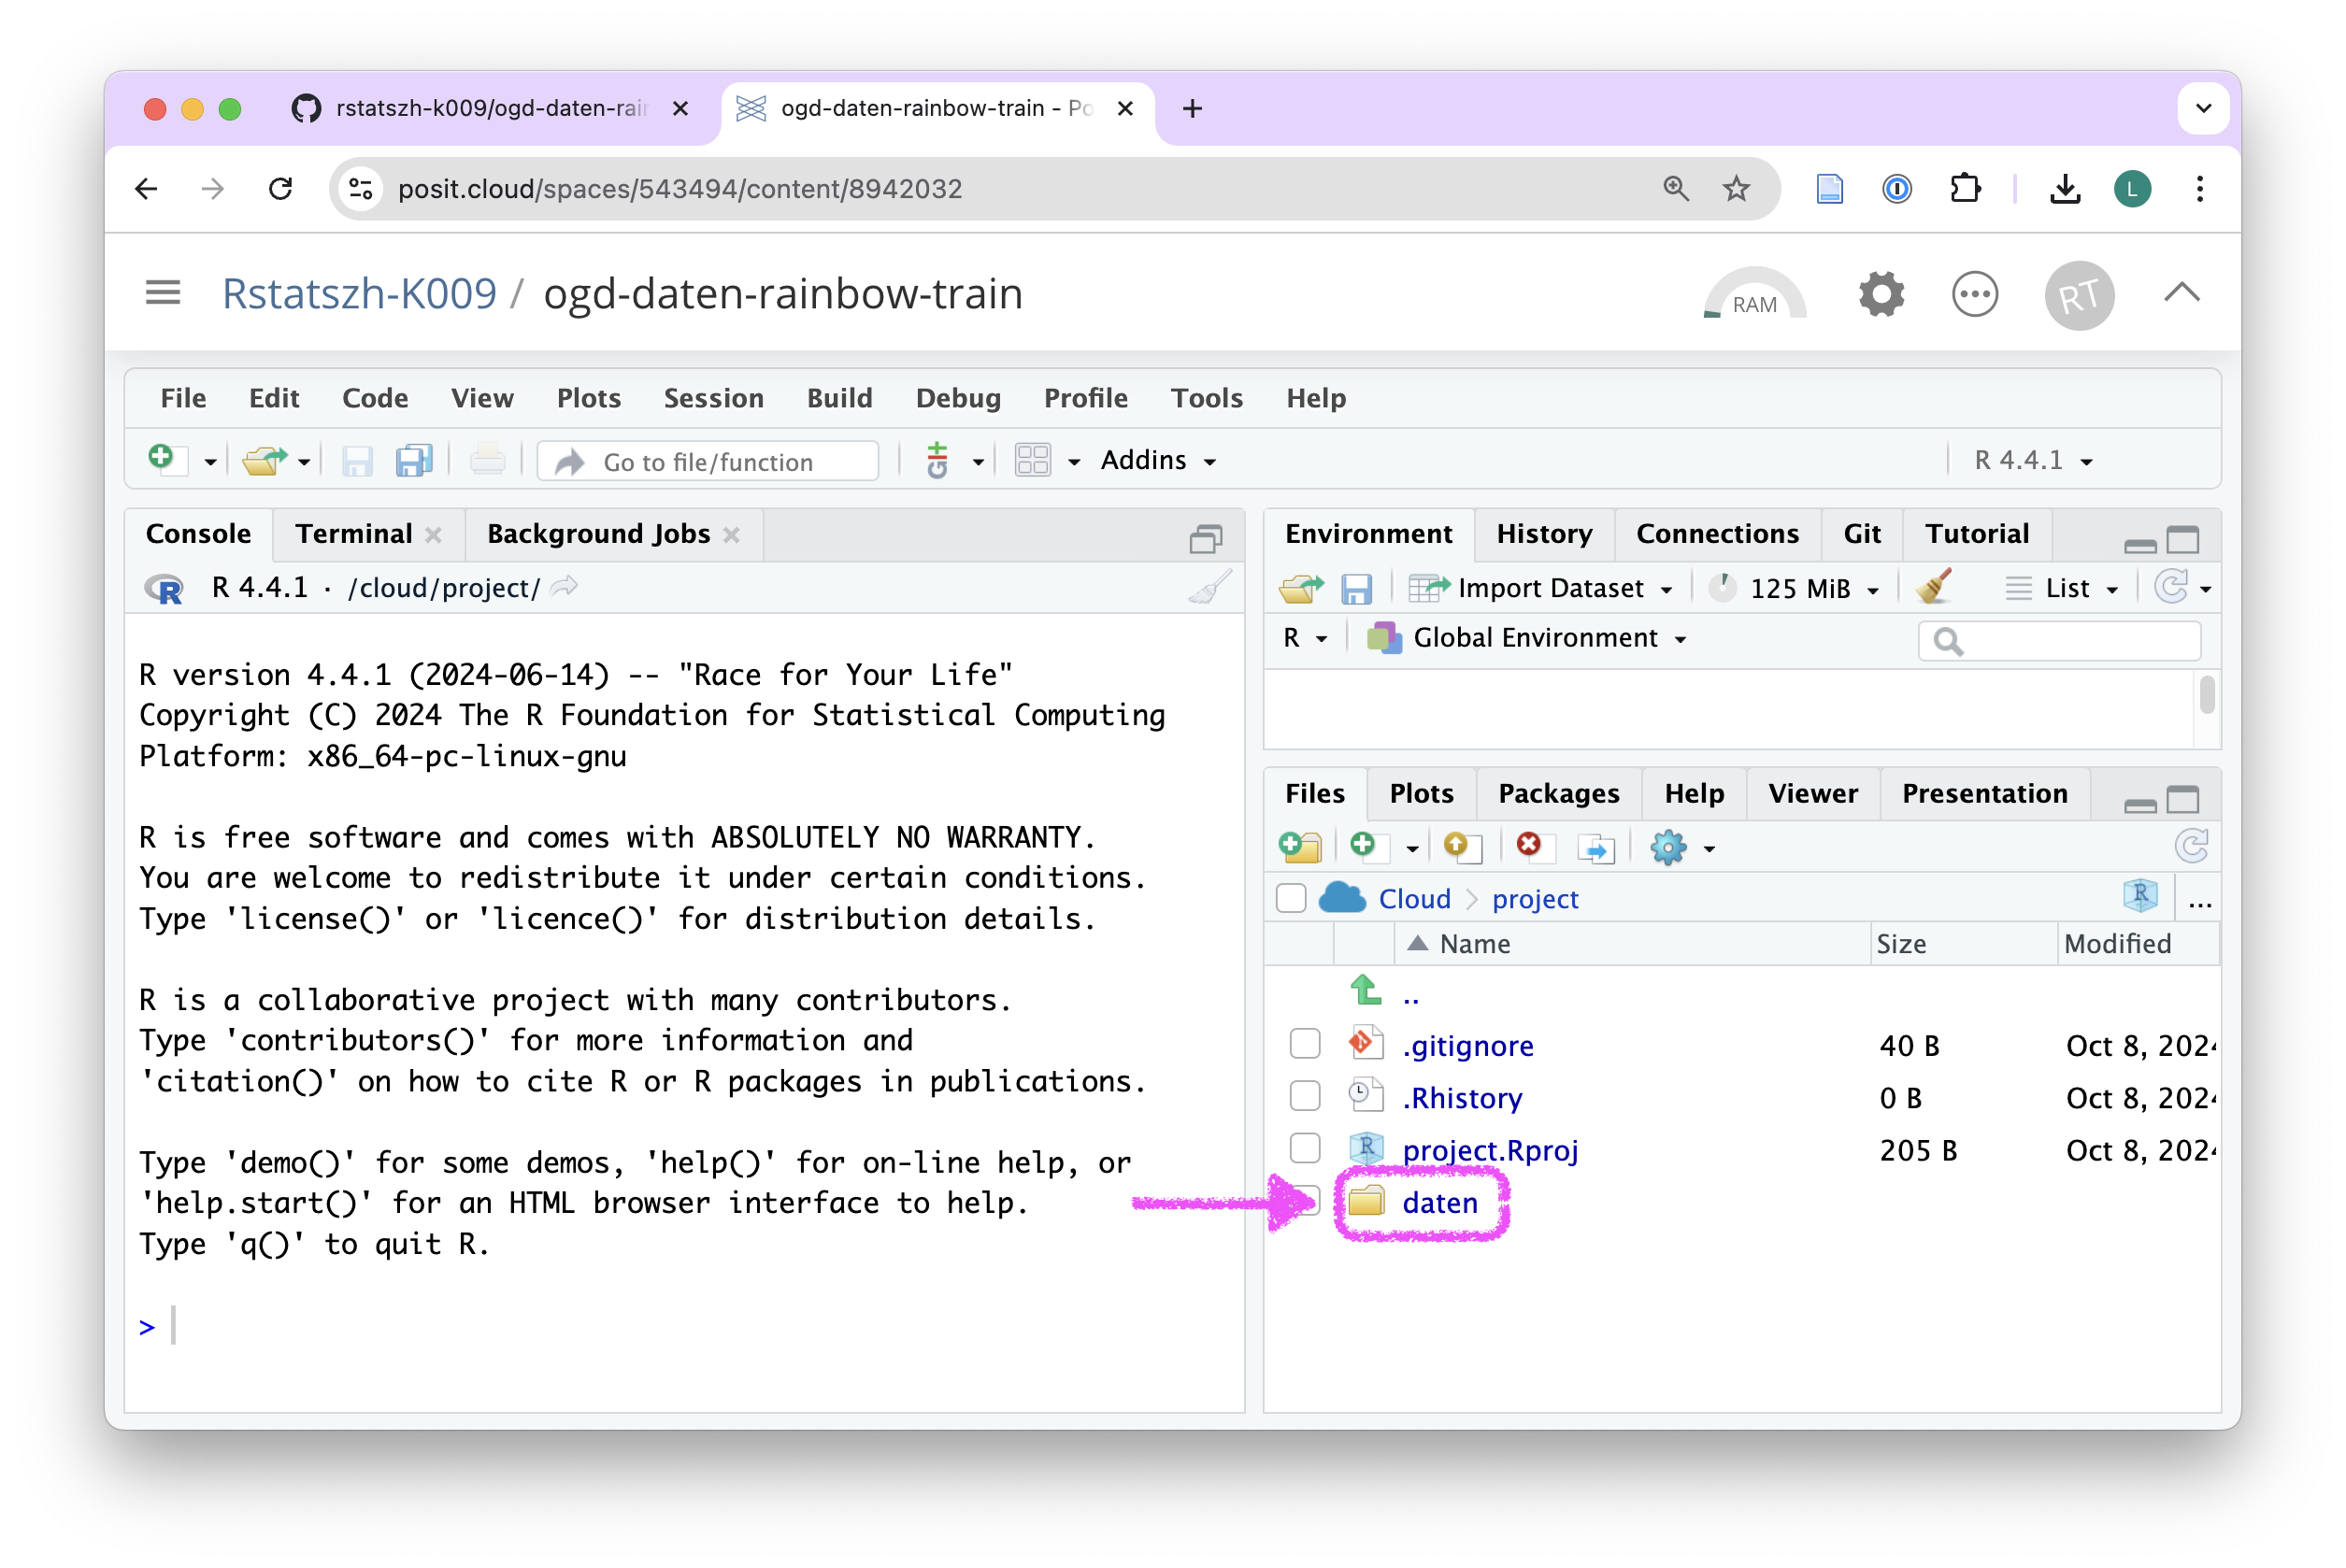 rstatszh-k009/ogd-daten-rain
ogd-daten-rainbow-train - Po
posit.cloud/spaces/543494/content/8942032
L
Rstatszh-K009 / ogd-daten-rainbow-train
RAM
RT
File Edit Code View Plots Session Build Debug Profile Tools Help
Go to file/function
Addins
R 4.4.1
Console Terminal Background Jobs
R 4.4.1 · /cloud/project/
R version 4.4.1 (2024-06-14) -- "Race for Your Life"
Copyright (C) 2024 The R Foundation for Statistical Computing
Platform: x86_64-pc-linux-gnu
R is free software and comes with ABSOLUTELY NO WARRANTY.
You are welcome to redistribute it under certain conditions.
Type 'license()' or 'licence()' for distribution details.
R is a collaborative project with many contributors.
Type 'contributors()' for more information and
'citation()' on how to cite R or R packages in publications.
Type 'demo()' for some demos, 'help()' for on-line help, or
'help.start()' for an HTML browser interface to help.
Type 'q()' to quit R.
>
Environment History Connections Git Tutorial
Import Dataset 125 MiB List
R Global Environment
Files Plots Packages Help Viewer Presentation
Cloud project ...
Name Size Modified
..
.gitignore 40 B Oct 8, 2024
.Rhistory 0 B Oct 8, 2024
project.Rproj 205 B Oct 8, 2024
daten